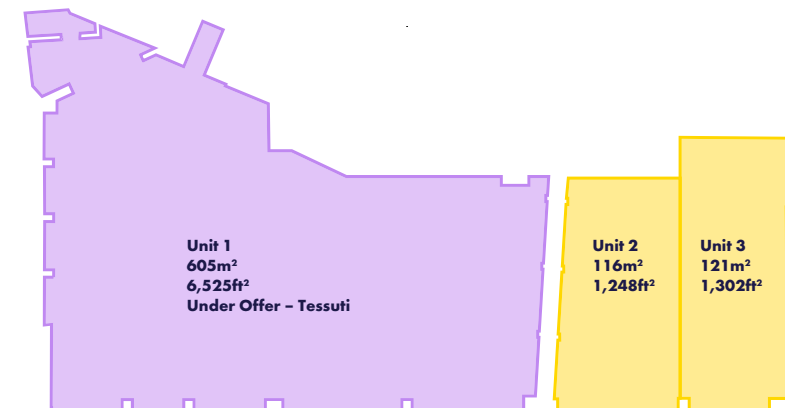 Unit 1
605m²
6,525ft²
Under Offer – Tessuti
Unit 2
116m²
1,248ft²
Unit 3
121m²
1,302ft²